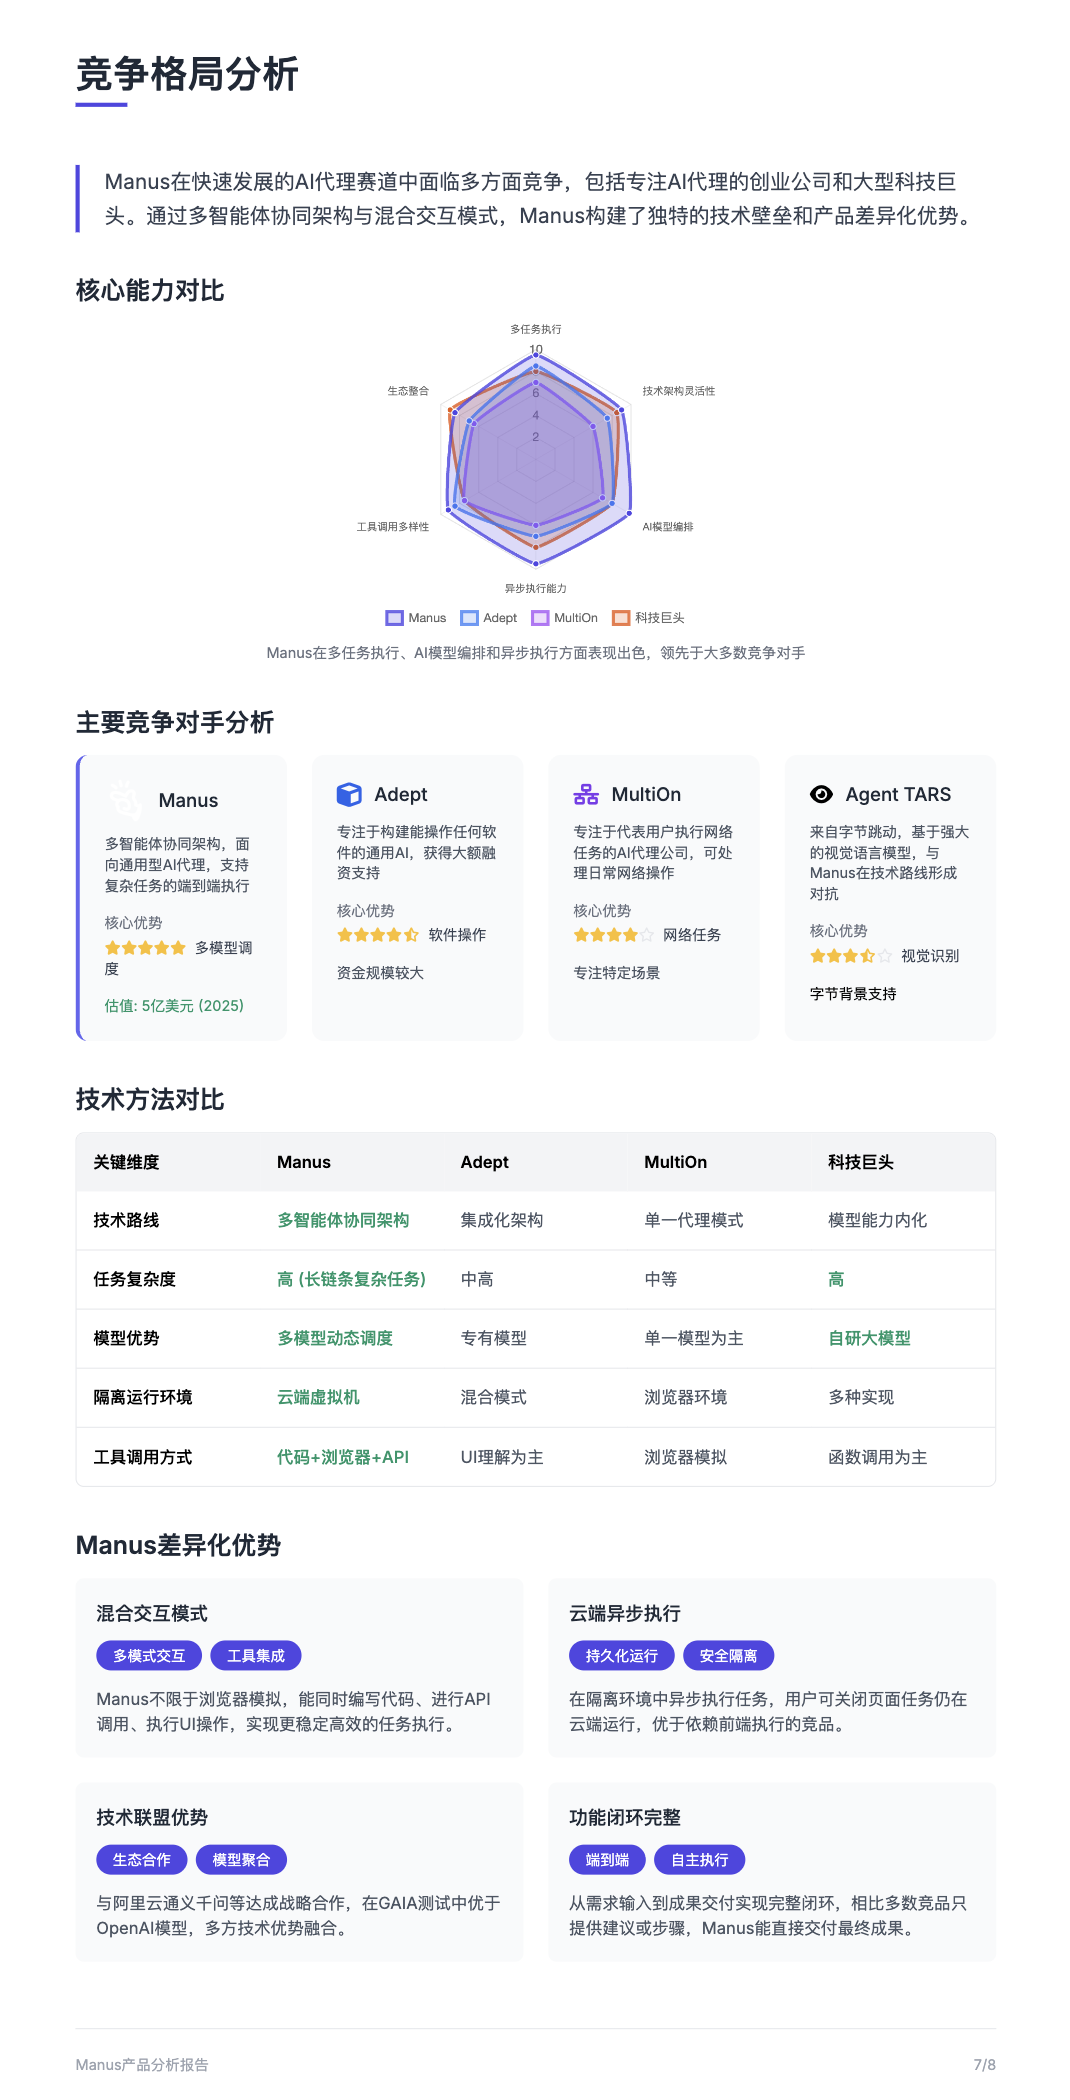 竞争格局分析
Manus在快速发展的AI代理赛道中面临多方面竞争，包括专注AI代理的创业公司和大型科技巨
头。通过多智能体协同架构与混合交互模式，Manus构建了独特的技术壁垒和产品差异化优势。
核心能力对比
多任务执行
10
生态整合
技术架构灵活性
6
4
2
工具调用多样性
AI模型编排
异步执行能力
Manus Adept MultiOn 科技巨头
Manus在多任务执行、AI模型编排和异步执行方面表现出色，领先于大多数竞争对手
主要竞争对手分析
Manus
多智能体协同架构，面
向通用型AI代理，支持
复杂任务的端到端执行
核心优势
多模型调
度
估值: 5亿美元 (2025)
Adept
专注于构建能操作任何软
件的通用AI，获得大额融
资支持
核心优势
软件操作
资金规模较大
MultiOn
专注于代表用户执行网络
任务的AI代理公司，可处
理日常网络操作
核心优势
网络任务
专注特定场景
Agent TARS
来自字节跳动，基于强大
的视觉语言模型，与
Manus在技术路线形成
对抗
核心优势
视觉识别
字节背景支持
技术方法对比
关键维度 Manus Adept MultiOn 科技巨头
技术路线 多智能体协同架构 集成化架构 单一代理模式 模型能力内化
任务复杂度 高 (长链条复杂任务) 中高 中等 高
模型优势 多模型动态调度 专有模型 单一模型为主 自研大模型
隔离运行环境 云端虚拟机 混合模式 浏览器环境 多种实现
工具调用方式 代码+浏览器+API UI理解为主 浏览器模拟 函数调用为主
Manus差异化优势
混合交互模式
多模式交互 工具集成
Manus不限于浏览器模拟，能同时编写代码、进行API
调用、执行UI操作，实现更稳定高效的任务执行。
云端异步执行
持久化运行 安全隔离
在隔离环境中异步执行任务，用户可关闭页面任务仍在
云端运行，优于依赖前端执行的竞品。
技术联盟优势
生态合作 模型聚合
与阿里云通义千问等达成战略合作，在GAIA测试中优于
OpenAI模型，多方技术优势融合。
功能闭环完整
端到端 自主执行
从需求输入到成果交付实现完整闭环，相比多数竞品只
提供建议或步骤，Manus能直接交付最终成果。
Manus产品分析报告
7/8